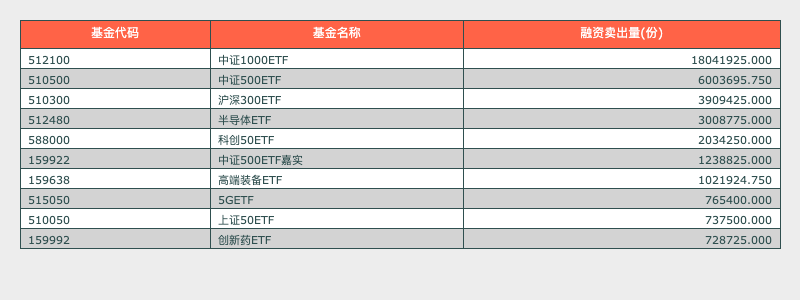 基金代码 基金名称 融资卖出量(份)
512100 中证1000ETF 18041925.000
510500 中证500ETF 6003695.750
510300 沪深300ETF 3909425.000
512480 半导体ETF 3008775.000
588000 科创50ETF 2034250.000
159922 中证500ETF嘉实 1238825.000
159638 高端装备ETF 1021924.750
515050 5GETF 765400.000
510050 上证50ETF 737500.000
159992 创新药ETF 728725.000